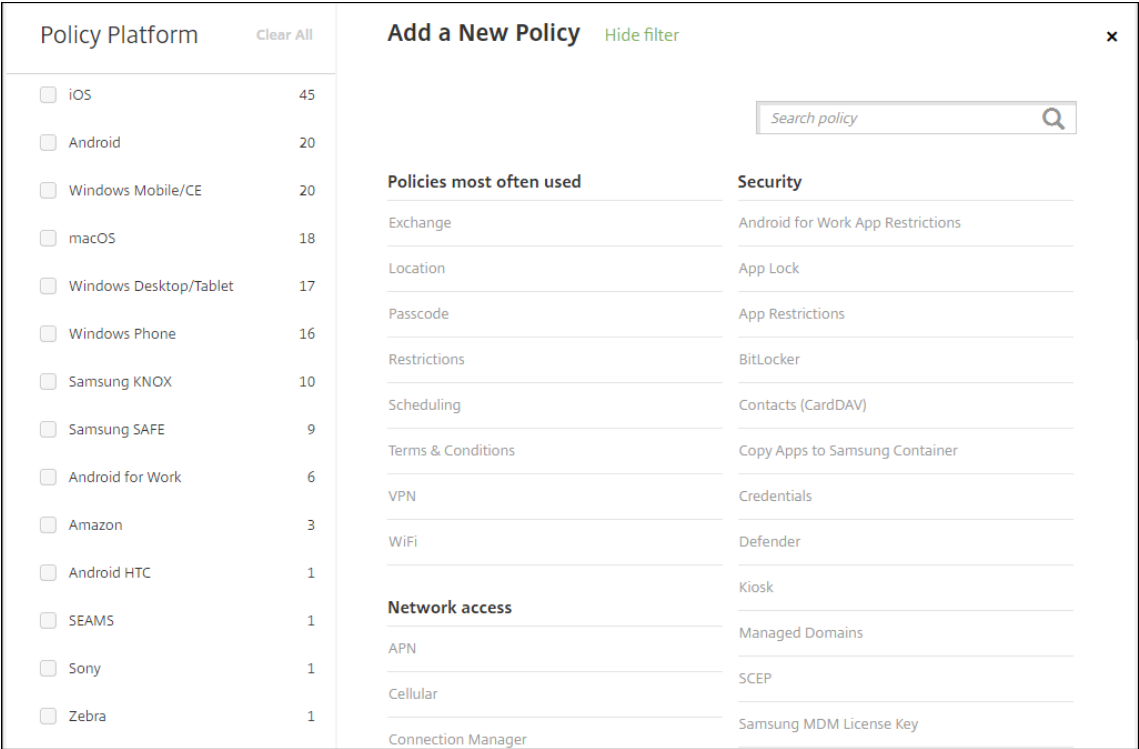 Policy Platform
Clear All
iOS 45
Android 20
Windows Mobile/CE 20
macOS 18
Windows Desktop/Tablet 17
Windows Phone 16
Samsung KNOX 10
Samsung SAFE 9
Android for Work 6
Amazon 3
Android HTC 1
SEAMS 1
Sony 1
Zebra 1
Add a New Policy
Hide filter
×
Search policy
Policies most often used
Exchange
Location
Passcode
Restrictions
Scheduling
Terms & Conditions
VPN
WiFi
Network access
APN
Cellular
Connection Manager
Security
Android for Work App Restrictions
App Lock
App Restrictions
BitLocker
Contacts (CardDAV)
Copy Apps to Samsung Container
Credentials
Defender
Kiosk
Managed Domains
SCEP
Samsung MDM License Key